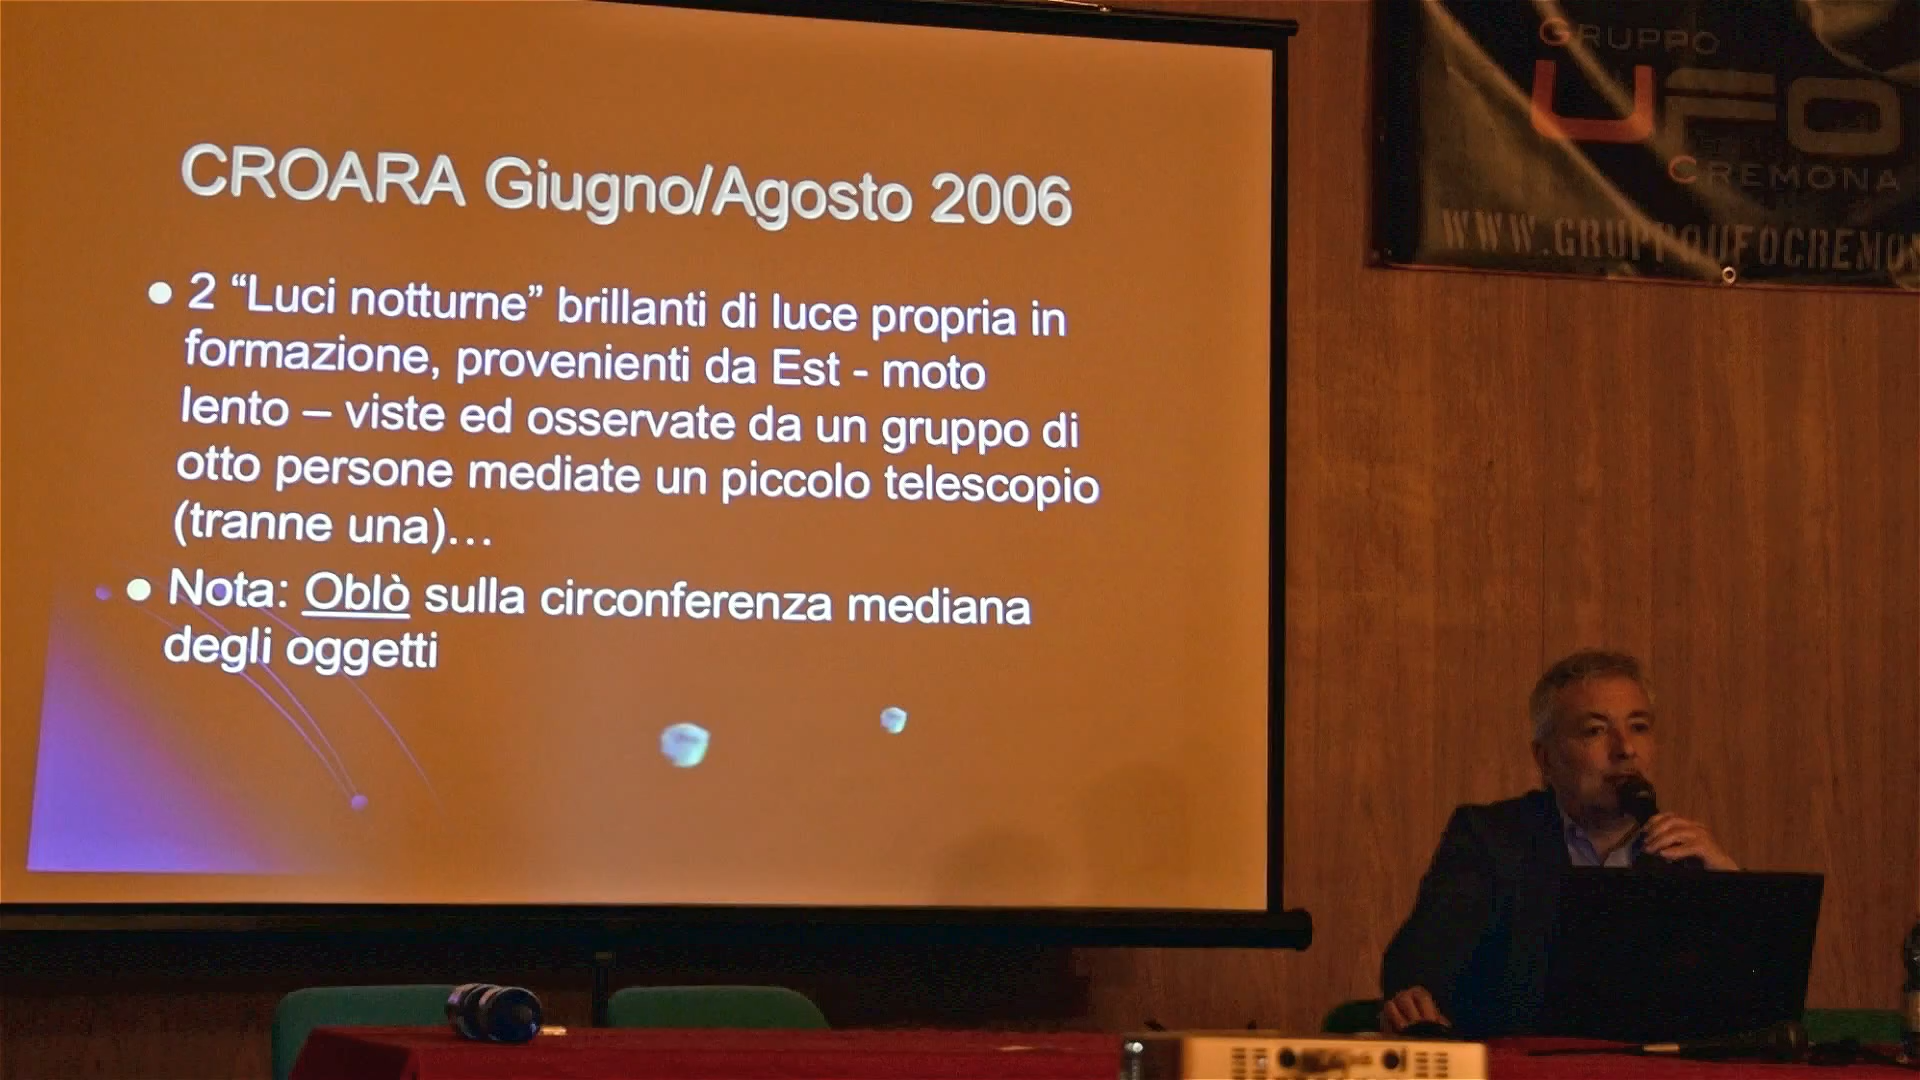 CROARA Giugno/Agosto 2006
● 2 “Luci notturne” brillanti di luce propria in
formazione, provenienti da Est - moto
lento – viste ed osservate da un gruppo di
otto persone mediate un piccolo telescopio
(tranne una)…
● Nota: Oblò sulla circonferenza mediana
degli oggetti
GRUPPO
UFO
CREMONA
WWW.GRUPPOUFOCREMON